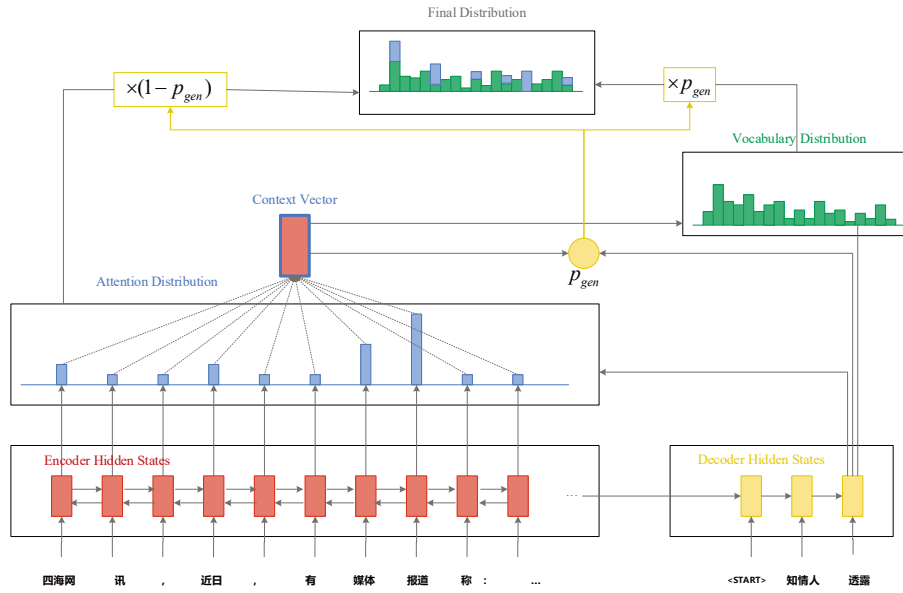 Final Distribution
×(1 − p_gen)
×p_gen
Vocabulary Distribution
Context Vector
p_gen
Attention Distribution
Encoder Hidden States
Decoder Hidden States
...
四海网 讯 , 近日 , 有 媒体 报道 称 : ... <START> 知情人 透露